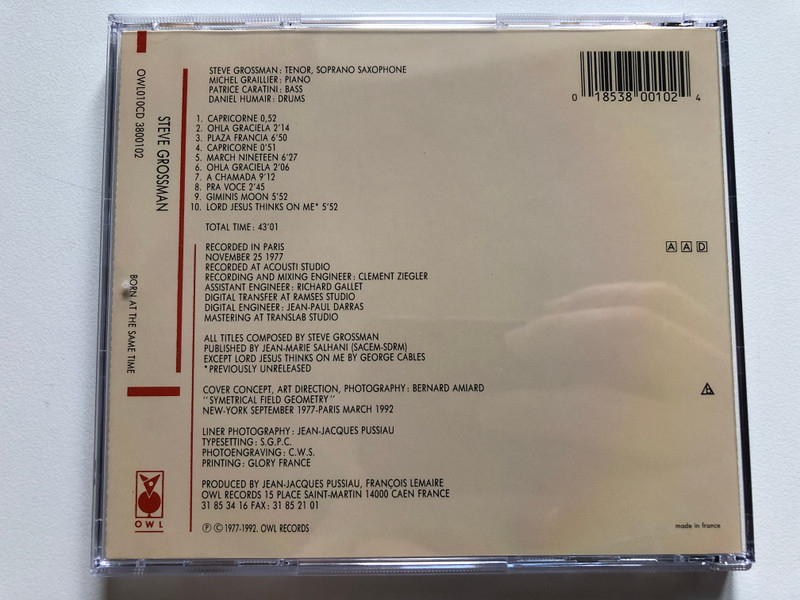 OWL010CD 3800102
STEVE GROSSMAN
BORN AT THE SAME TIME
OWL
STEVE GROSSMAN : TENOR, SOPRANO SAXOPHONE
MICHEL GRAILLIER : PIANO
PATRICE CARATINI : BASS
DANIEL HUMAIR : DRUMS
0 18538 00102 4
1. CAPRICORNE 0,52
2. OHLA GRACIELA 2'14
3. PLAZA FRANCIA 6'50
4. CAPRICORNE 0'51
5. MARCH NINETEEN 6'27
6. OHLA GRACIELA 2'06
7. A CHAMADA 9'12
8. PRA VOCE 2'45
9. GIMINIS MOON 5'52
10. LORD JESUS THINKS ON ME* 5'52
TOTAL TIME : 43'01
RECORDED IN PARIS
NOVEMBER 25 1977
RECORDED AT ACOUSTI STUDIO
RECORDING AND MIXING ENGINEER : CLEMENT ZIEGLER
ASSISTANT ENGINEER : RICHARD GALLET
DIGITAL TRANSFER AT RAMSES STUDIO
DIGITAL ENGINEER : JEAN-PAUL DARRAS
MASTERING AT TRANSLAB STUDIO
AAD
ALL TITLES COMPOSED BY STEVE GROSSMAN
PUBLISHED BY JEAN-MARIE SALHANI (SACEM-SDRM)
EXCEPT LORD JESUS THINKS ON ME BY GEORGE CABLES
*PREVIOUSLY UNRELEASED
COVER CONCEPT, ART DIRECTION, PHOTOGRAPHY : BERNARD AMIARD
"SYMETRICAL FIELD GEOMETRY"
NEW-YORK SEPTEMBER 1977-PARIS MARCH 1992
LINER PHOTOGRAPHY : JEAN-JACQUES PUSSIAU
TYPESETTING : S.G.P.C.
PHOTOENGRAVING : C.W.S.
PRINTING : GLORY FRANCE
PRODUCED BY JEAN-JACQUES PUSSIAU, FRANÇOIS LEMAIRE
OWL RECORDS 15 PLACE SAINT-MARTIN 14000 CAEN FRANCE
31 85 34 16 FAX : 31 85 21 01
℗ © 1977-1992. OWL RECORDS
made in france